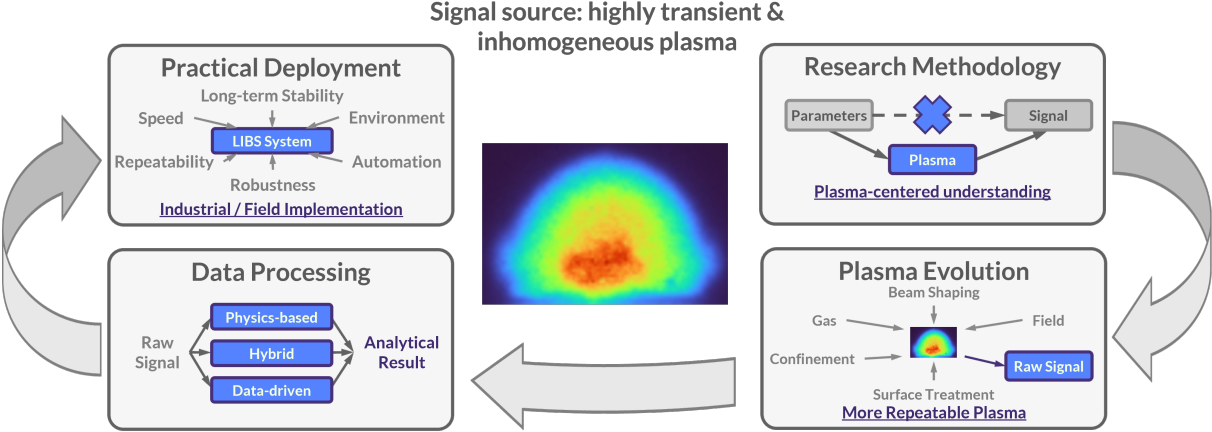 Signal source: highly transient &
inhomogeneous plasma
Practical Deployment
Long-term Stability
Speed
Environment
LIBS System
Repeatability
Automation
Robustness
Industrial / Field Implementation
Research Methodology
Parameters
Signal
Plasma
Plasma-centered understanding
Data Processing
Physics-based
Raw
Signal
Hybrid
Analytical
Result
Data-driven
Plasma Evolution
Beam Shaping
Gas
Field
Confinement
Raw Signal
Surface Treatment
More Repeatable Plasma